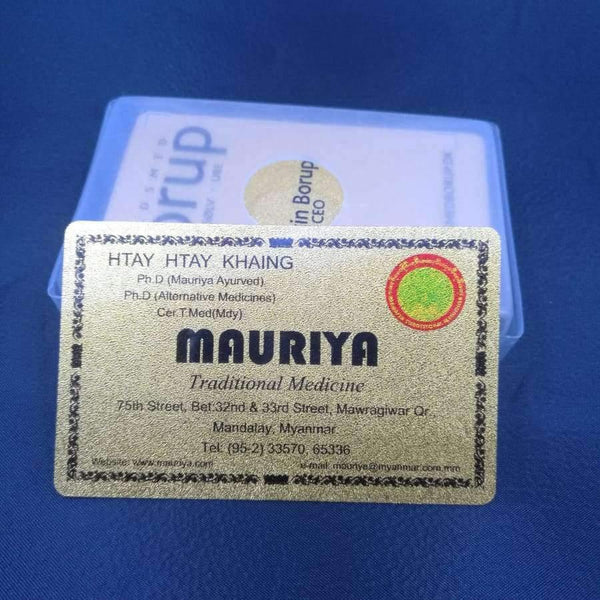 HTAY HTAY KHAING
Ph.D (Mauriya Ayurved)
Ph.D (Alternative Medicines)
Cer.T.Med(Mdy)
MAURIYA
Traditional Medicine
75th Street, Bet:32nd & 33rd Street, Mawragiwar Qr,
Mandalay, Myanmar
Tel: (95-2) 33570, 65336
Website: www.mauriya.com
e-mail: mauriya@myanmar.com.mm
orup
in Borup
CEO